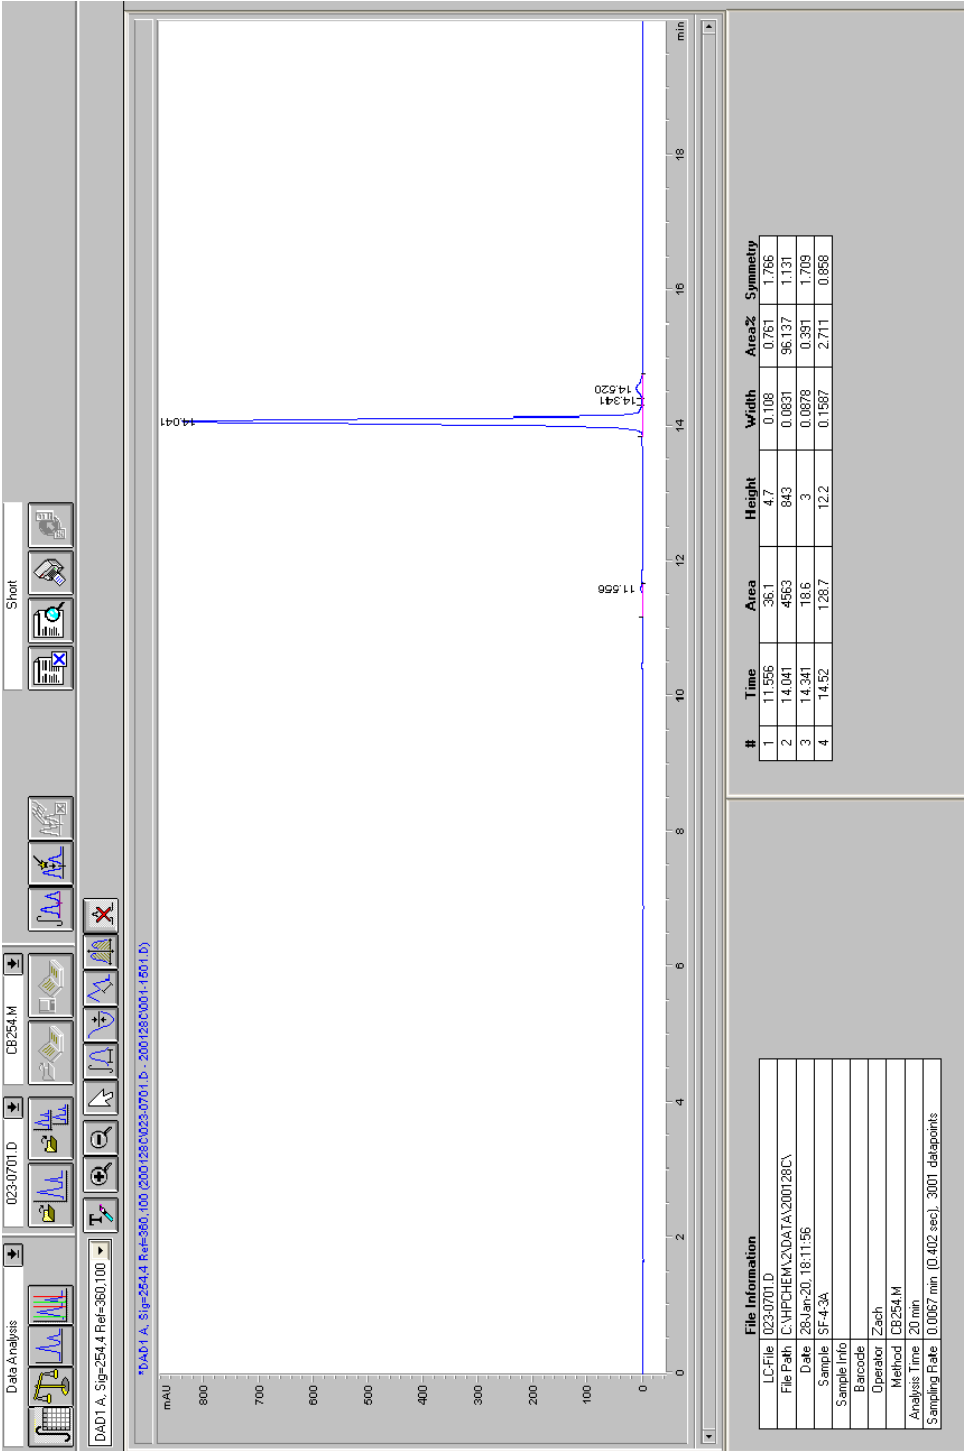 Data Analysis 023-0701.D CB254.M Short
DAD1 A, Sig=254,4 Ref=360,100
*DAD1 A, Sig=254,4 Ref=360,100 (200128C\023-0701.D - 200128C\001-1501.D)
mAU
800
700
600
500
400
300
200
100
0
11.556
14.041
14.341
14.520
0 2 4 6 8 10 12 14 16 18 min
File Information
LC-File 023-0701.D
File Path C:\HPCHEM\2\DATA\200128C\
Date 28-Jan-20, 18:11:56
Sample SF-4-3A
Sample Info
Barcode
Operator Zach
Method CB254.M
Analysis Time 20 min
Sampling Rate 0.0067 min (0.402 sec), 3001 datapoints
# Time Area Height Width Area% Symmetry
1 11.556 36.1 4.7 0.108 0.761 1.766
2 14.041 4563 843 0.0831 96.137 1.131
3 14.341 18.6 3 0.0878 0.391 1.709
4 14.52 128.7 12.2 0.1587 2.711 0.858